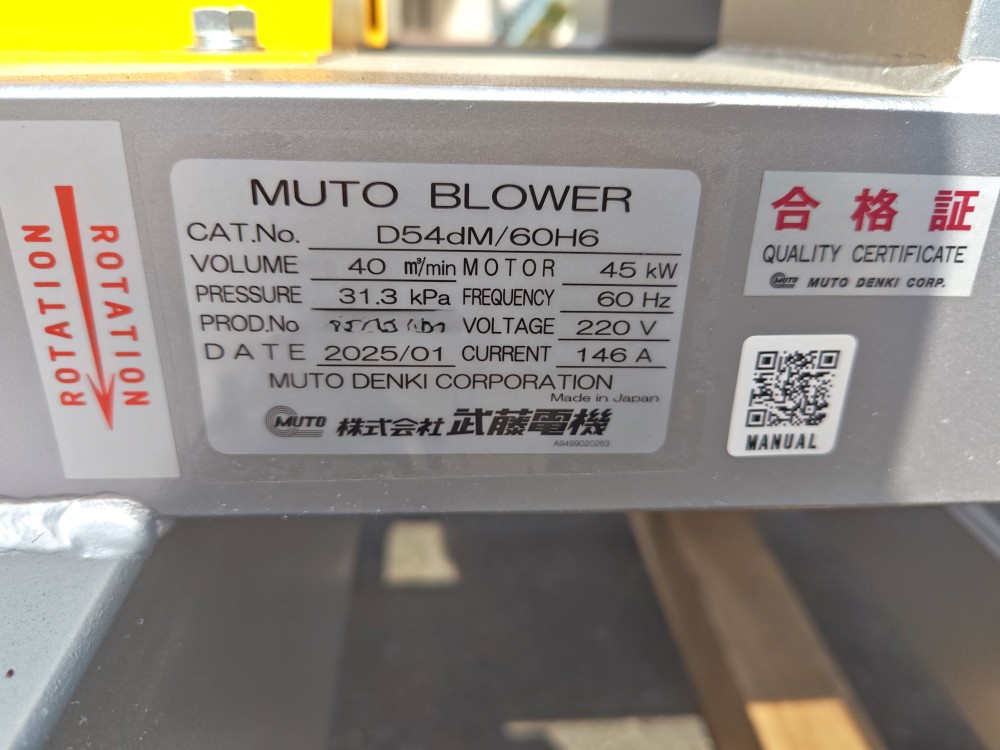 ROTATION
ROTATION
MUTO BLOWER
CAT.No. D54dM/60H6
VOLUME 40 m³/min MOTOR 45 kW
PRESSURE 31.3 kPa FREQUENCY 60 Hz
PROD.No VOLTAGE 220 V
DATE 2025/01 CURRENT 146 A
MUTO DENKI CORPORATION
Made in Japan
MUTO 株式会社 武藤電機
A9499020263
合格証
QUALITY CERTIFICATE
MUTO MUTO DENKI CORP.
MANUAL